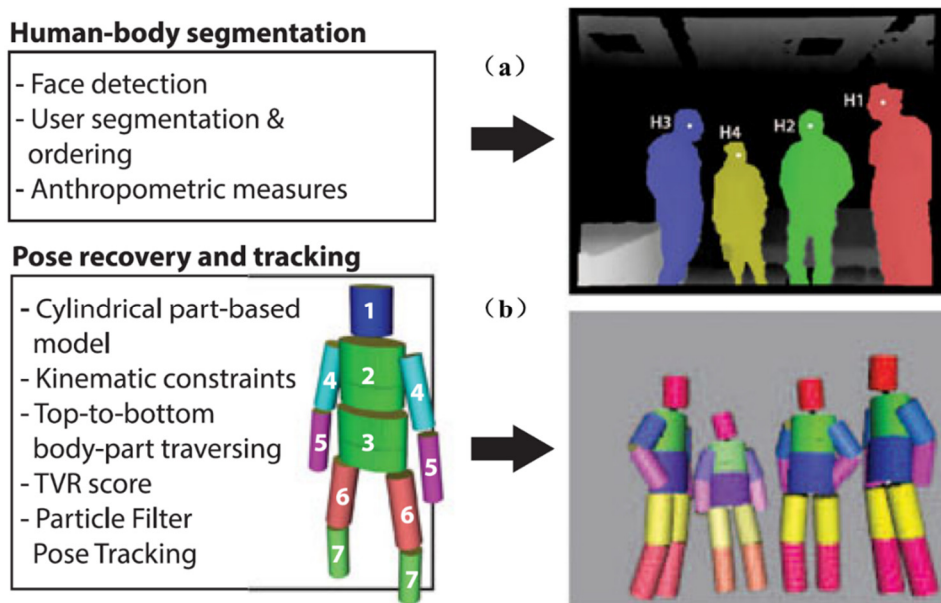 Human-body segmentation
- Face detection
- User segmentation &
ordering
- Anthropometric measures
(a)
H3
H4
H2
H1
Pose recovery and tracking
- Cylindrical part-based
model
- Kinematic constraints
- Top-to-bottom
body-part traversing
- TVR score
- Particle Filter
Pose Tracking
1
2
4
4
3
5
5
6
6
7
7
(b)